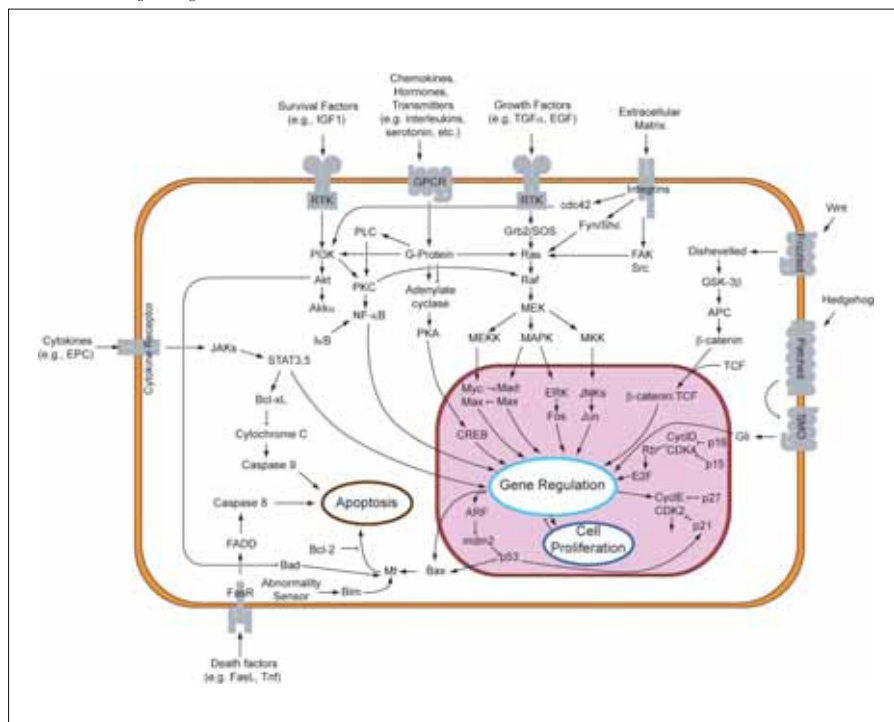 Chemokines,
Hormones,
Transmitters
(e.g. interleukins,
serotonin, etc.)
Survival Factors
(e.g., IGF1)
Growth Factors
(e.g. TGFα, EGF)
Extracellular
Matrix
GPCR
RTK
RTK
Integrins
cdc42
Wnt
PLC
Grb2/SOS
Fyn/Shc
Frizzled
Dishevelled
PI3K
G-Protein
Ras
FAK
Src
GSK-3β
Akt
PKC
Adenylate
cyclase
Raf
Hedgehog
Akkα
NF-κB
MEK
APC
IκB
PKA
MEKK
MAPK
MKK
β-catenin
Patched
Cytokines
(e.g., EPC)
Cytokine Receptor
JAKs
STAT3,5
TCF
Bcl-xL
Myc
Mad
Max
Max
ERK
JNKs
β-catenin:TCF
Fos
Jun
SMO
Cytochrome C
CREB
Gli
CycID
p16
Rb
CDK4
p15
Caspase 9
E2F
Gene Regulation
Apoptosis
Caspase 8
CycIE
p27
CDK2
p21
ARF
Cell
Proliferation
FADD
Bcl-2
mdm2
p53
Bad
Mt
Bax
FasR
Abnormality
Sensor
Bim
Death factors
(e.g. FasL, Tnf)